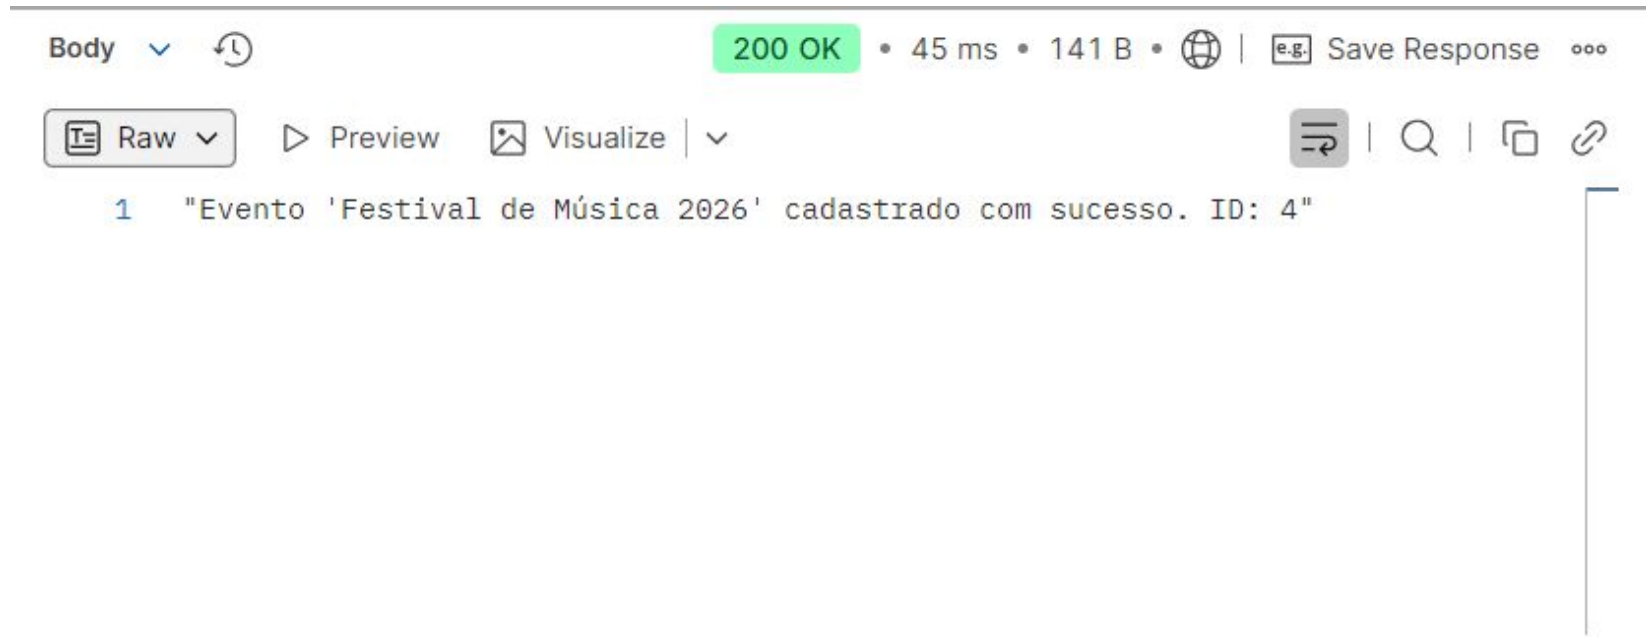 Body 200 OK • 45 ms • 141 B • e.g. Save Response
Raw Preview Visualize
1 "Evento 'Festival de Música 2026' cadastrado com sucesso. ID: 4"